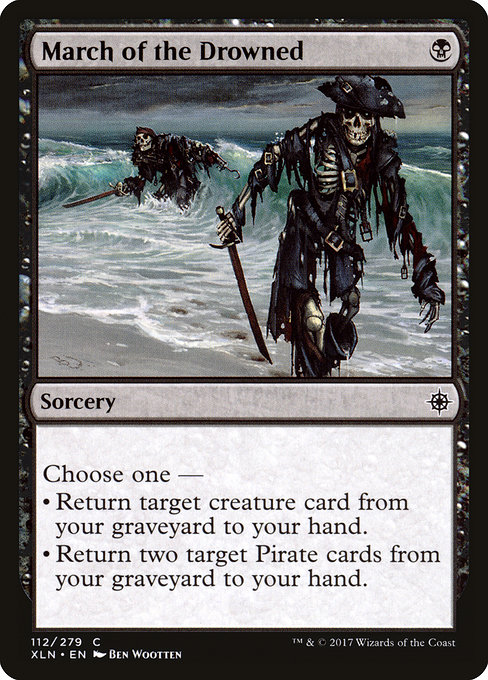 March of the Drowned
Sorcery
Choose one —
• Return target creature card from
your graveyard to your hand.
• Return two target Pirate cards from
your graveyard to your hand.
112/279 C
XLN • EN Ben Wootten
™ & © 2017 Wizards of the Coast